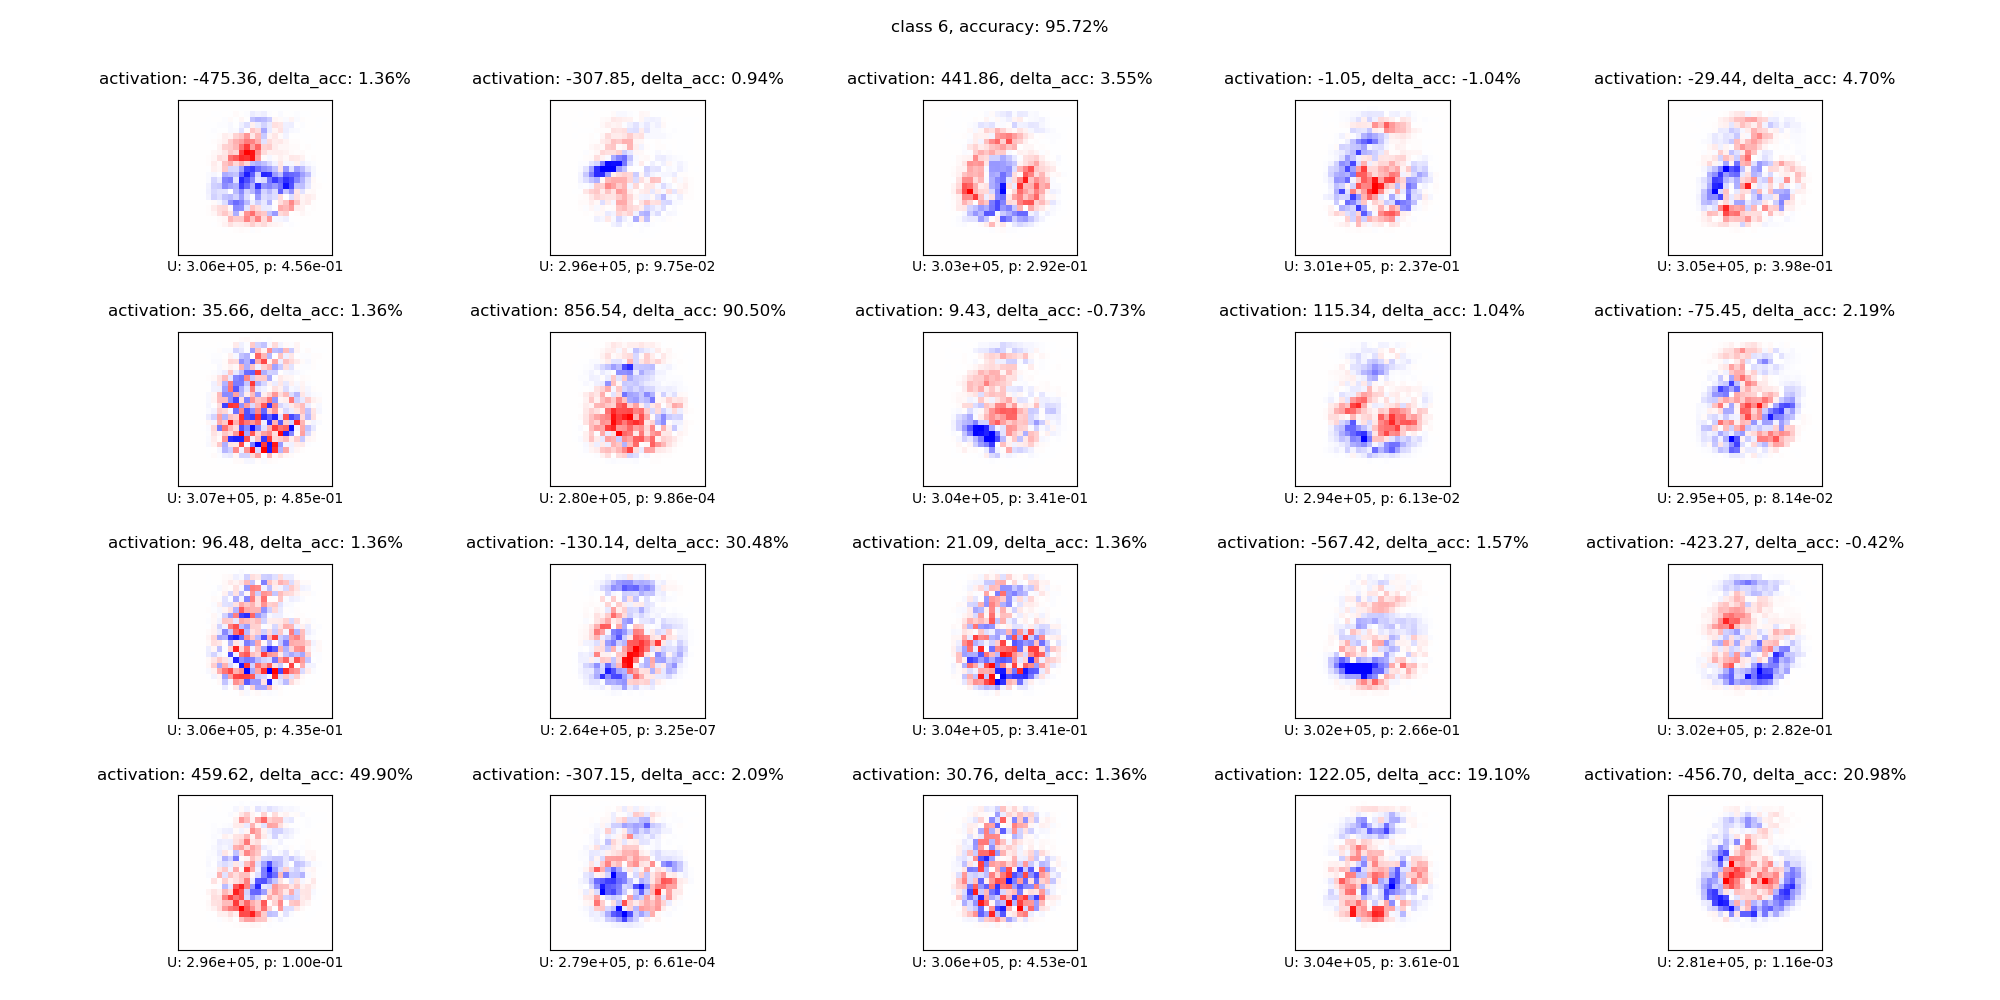 class 6, accuracy: 95.72%
activation: -475.36, delta_acc: 1.36%
activation: -307.85, delta_acc: 0.94%
activation: 441.86, delta_acc: 3.55%
activation: -1.05, delta_acc: -1.04%
activation: -29.44, delta_acc: 4.70%
U: 3.06e+05, p: 4.56e-01
U: 2.96e+05, p: 9.75e-02
U: 3.03e+05, p: 2.92e-01
U: 3.01e+05, p: 2.37e-01
U: 3.05e+05, p: 3.98e-01
activation: 35.66, delta_acc: 1.36%
activation: 856.54, delta_acc: 90.50%
activation: 9.43, delta_acc: -0.73%
activation: 115.34, delta_acc: 1.04%
activation: -75.45, delta_acc: 2.19%
U: 3.07e+05, p: 4.85e-01
U: 2.80e+05, p: 9.86e-04
U: 3.04e+05, p: 3.41e-01
U: 2.94e+05, p: 6.13e-02
U: 2.95e+05, p: 8.14e-02
activation: 96.48, delta_acc: 1.36%
activation: -130.14, delta_acc: 30.48%
activation: 21.09, delta_acc: 1.36%
activation: -567.42, delta_acc: 1.57%
activation: -423.27, delta_acc: -0.42%
U: 3.06e+05, p: 4.35e-01
U: 2.64e+05, p: 3.25e-07
U: 3.04e+05, p: 3.41e-01
U: 3.02e+05, p: 2.66e-01
U: 3.02e+05, p: 2.82e-01
activation: 459.62, delta_acc: 49.90%
activation: -307.15, delta_acc: 2.09%
activation: 30.76, delta_acc: 1.36%
activation: 122.05, delta_acc: 19.10%
activation: -456.70, delta_acc: 20.98%
U: 2.96e+05, p: 1.00e-01
U: 2.79e+05, p: 6.61e-04
U: 3.06e+05, p: 4.53e-01
U: 3.04e+05, p: 3.61e-01
U: 2.81e+05, p: 1.16e-03